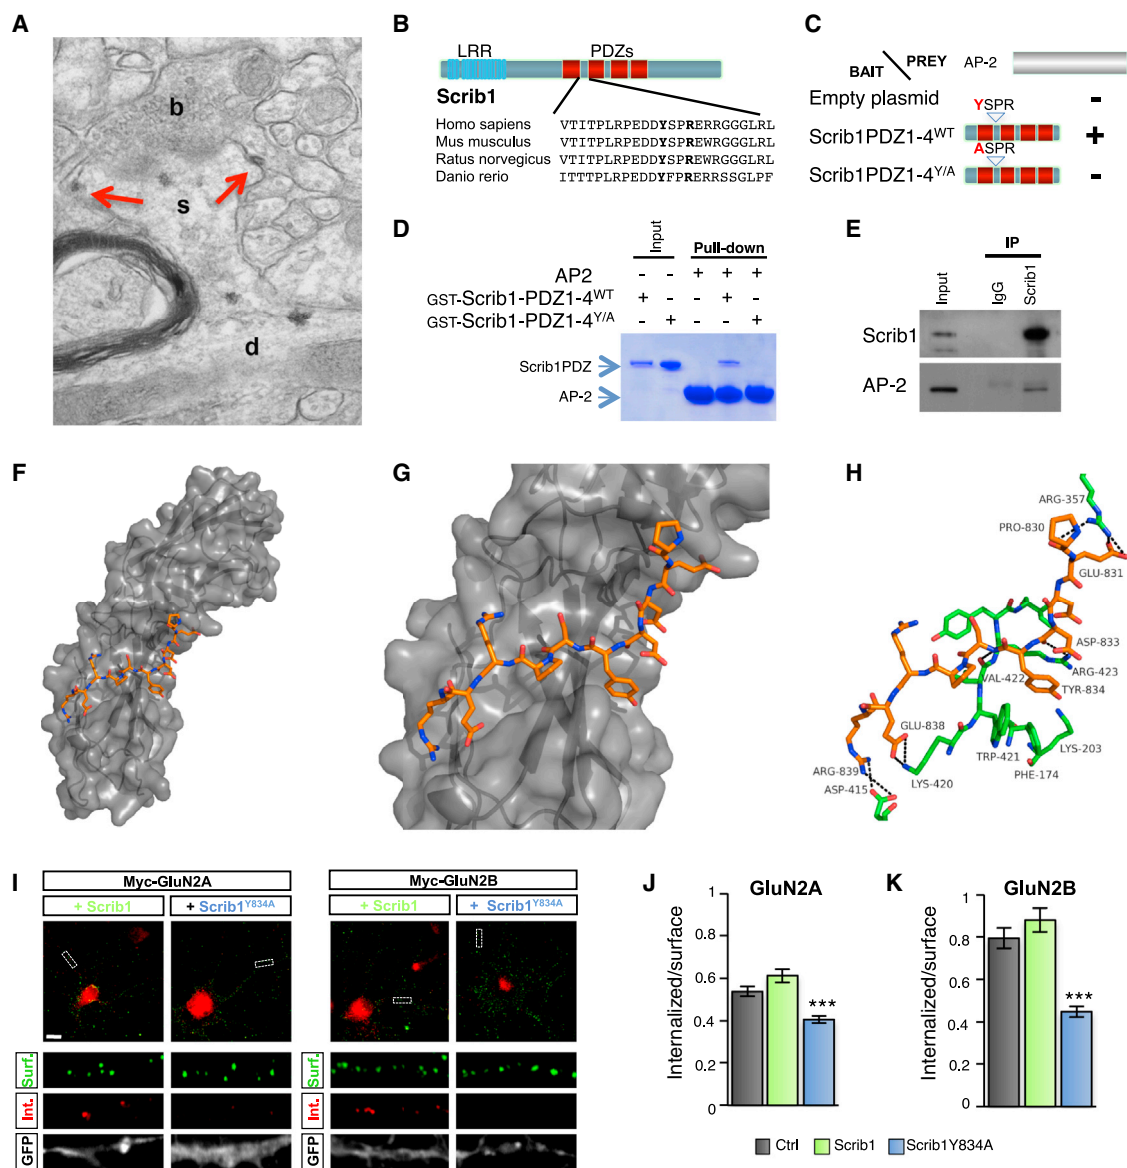 A
b
s
d
B
LRR
PDZs
Scrib1
Homo sapiens VTITPLRPEDDYSPRERRGGGLRL
Mus musculus VTITPLRPEDDYSPREWRGGGLRL
Ratus norvegicus VTITPLRPEDDYSPREWRGGGLRL
Danio rerio ITTTPLRPEDDYFPRERRSSGLPF
C
BAIT PREY AP-2
Empty plasmid -
YSPR
Scrib1PDZ1-4WT +
ASPR
Scrib1PDZ1-4Y/A -
D
Input Pull-down
AP2 - - + + +
GST-Scrib1-PDZ1-4WT + - - + -
GST-Scrib1-PDZ1-4Y/A - + - - +
Scrib1PDZ
AP-2
E
IP
Input IgG Scrib1
Scrib1
AP-2
F
G
H
ARG-357
PRO-830
GLU-831
ASP-833
ARG-423
VAL-422
TYR-834
GLU-838
LYS-203
TRP-421
ARG-839
LYS-420
PHE-174
ASP-415
I
Myc-GluN2A Myc-GluN2B
+ Scrib1 + Scrib1Y834A + Scrib1 + Scrib1Y834A
Surf. Surf.
Int. Int.
GFP GFP
J
GluN2A
Internalized/surface
1
0.8
0.6
0.4
0.2
0
***
K
GluN2B
Internalized/surface
1
0.8
0.6
0.4
0.2
0
***
Ctrl Scrib1 Scrib1Y834A